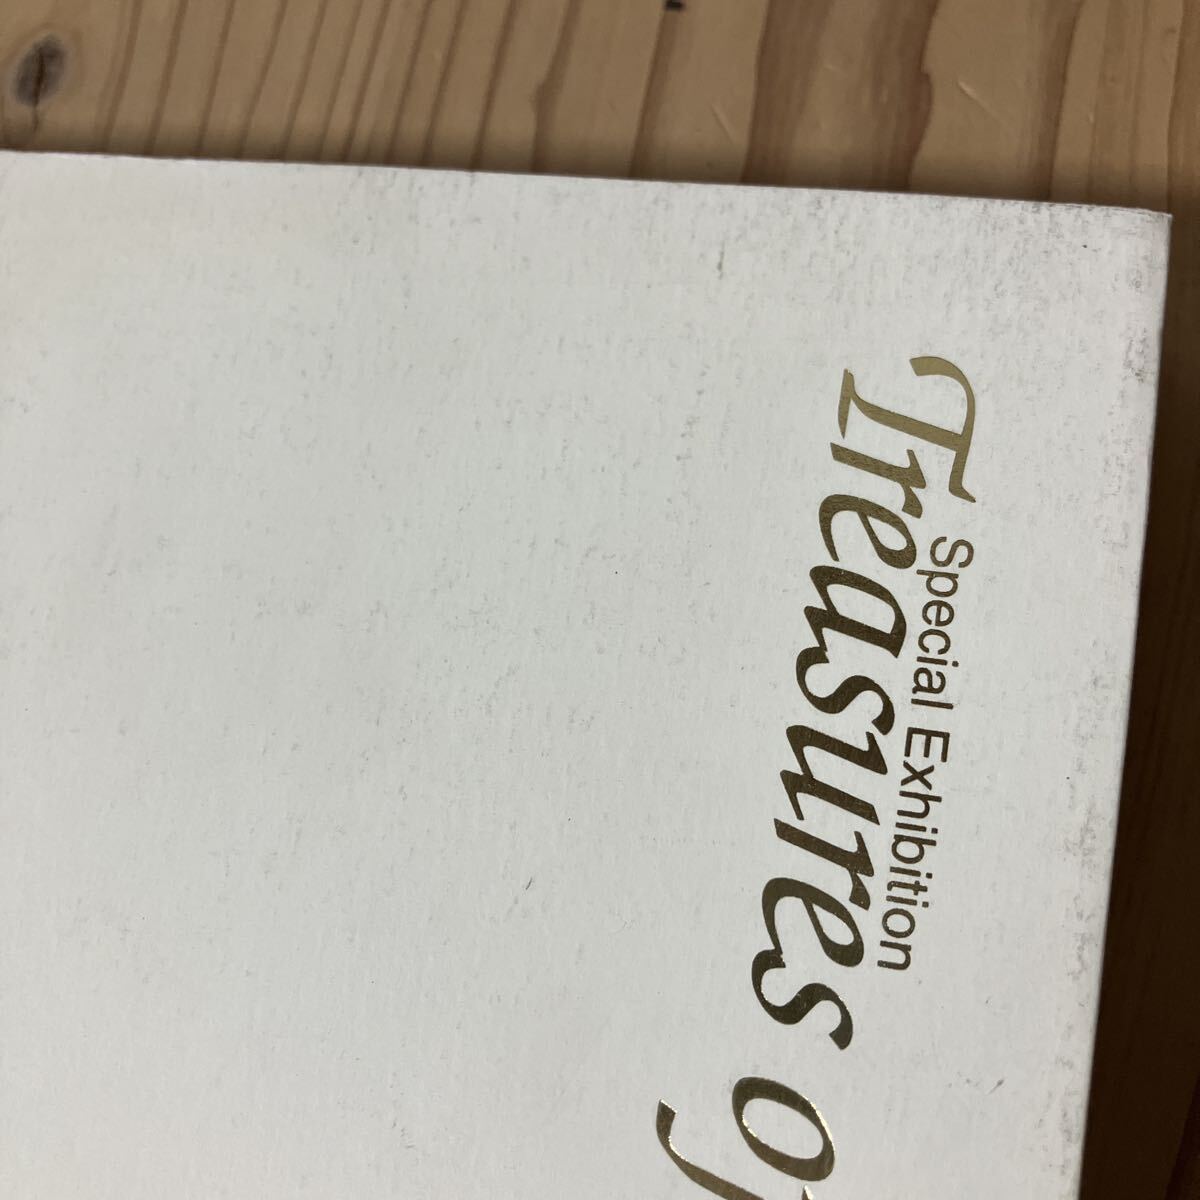 Special Exhibition
Treasures of